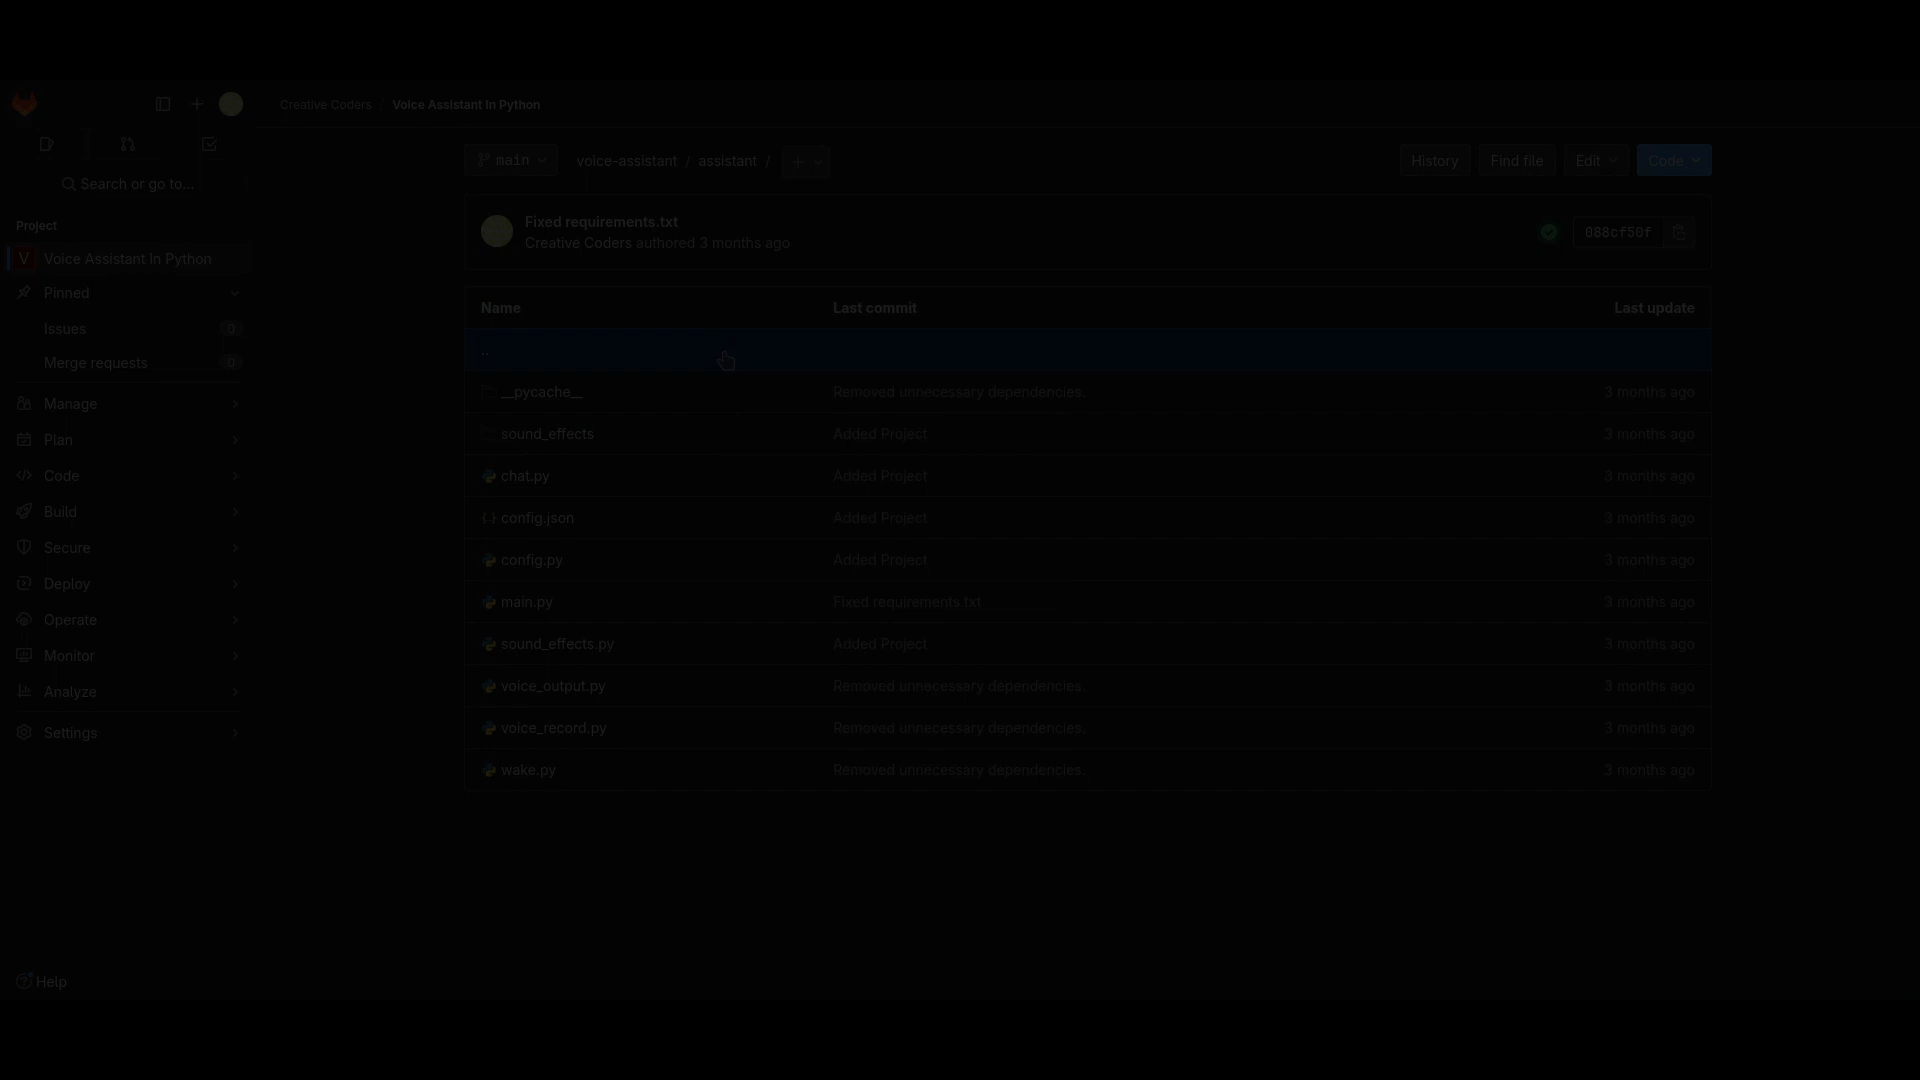 Creative Coders / Voice Assistant In Python
main
voice-assistant / assistant /
History
Find file
Edit
Code
Search or go to...
Project
V Voice Assistant In Python
Pinned
Issues 0
Merge requests 0
Manage
Plan
Code
Build
Secure
Deploy
Operate
Monitor
Analyze
Settings
Help
Fixed requirements.txt
Creative Coders authored 3 months ago
088cf50f
Name Last commit Last update
..
__pycache__ Removed unnecessary dependencies. 3 months ago
sound_effects Added Project 3 months ago
chat.py Added Project 3 months ago
config.json Added Project 3 months ago
config.py Added Project 3 months ago
main.py Fixed requirements.txt 3 months ago
sound_effects.py Added Project 3 months ago
voice_output.py Removed unnecessary dependencies. 3 months ago
voice_record.py Removed unnecessary dependencies. 3 months ago
wake.py Removed unnecessary dependencies. 3 months ago